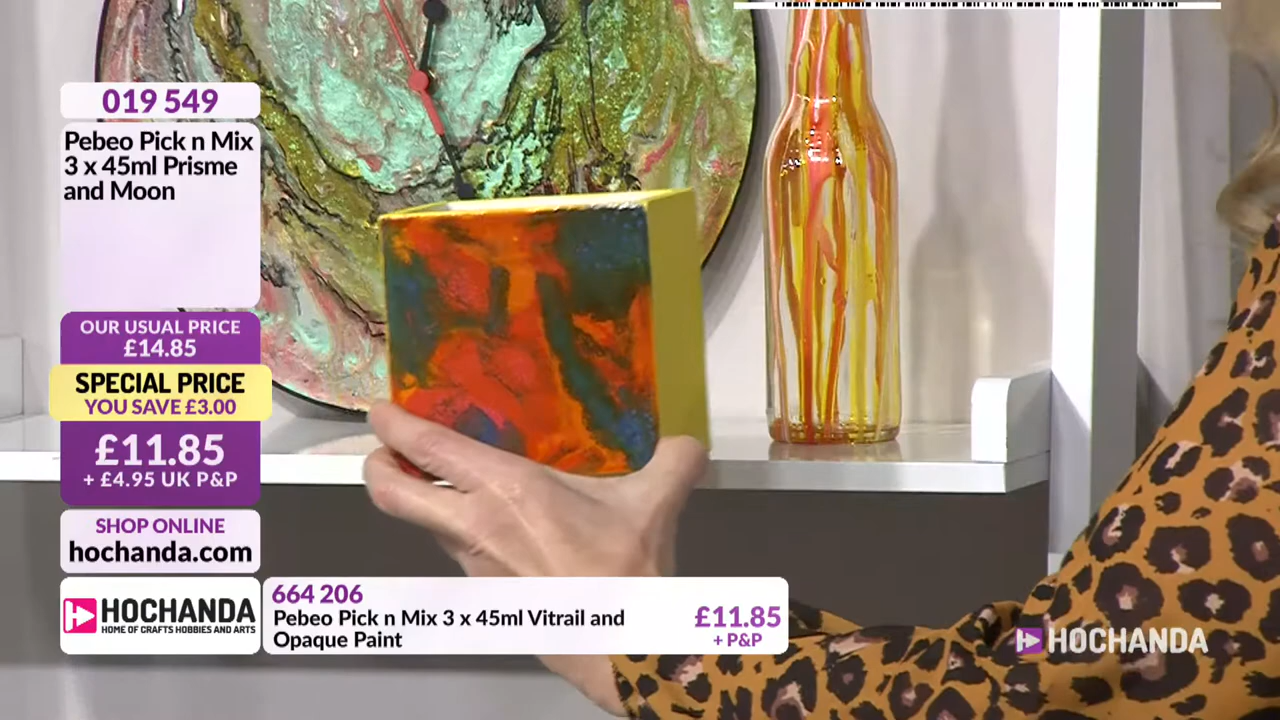 019 549
Pebeo Pick n Mix
3 x 45ml Prisme
and Moon
OUR USUAL PRICE
£14.85
SPECIAL PRICE
YOU SAVE £3.00
£11.85
+ £4.95 UK P&P
SHOP ONLINE
hochanda.com
HOCHANDA
HOME OF CRAFTS HOBBIES AND ARTS
664 206
Pebeo Pick n Mix 3 x 45ml Vitrail and
Opaque Paint
£11.85
+ P&P
HOCHANDA